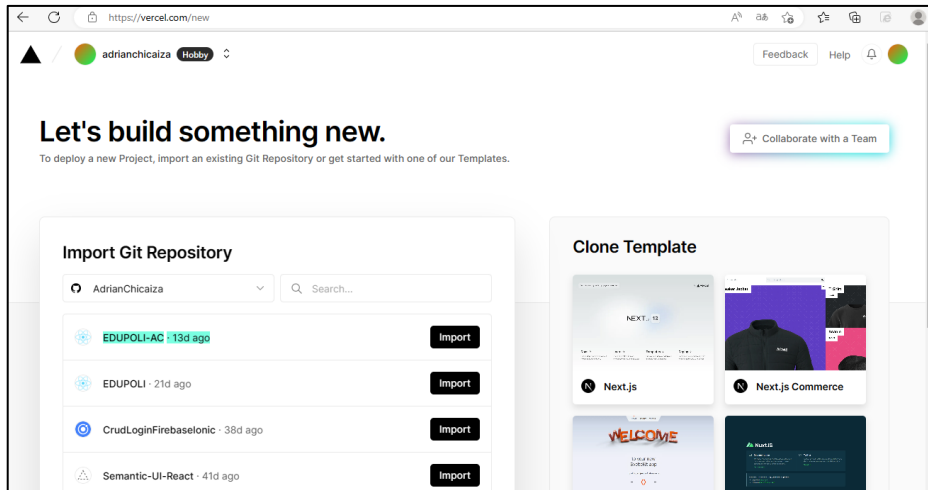 https://vercel.com/new
adrianchicaiza Hobby
Feedback Help
Let's build something new.
To deploy a new Project, import an existing Git Repository or get started with one of our Templates.
Collaborate with a Team
Import Git Repository
AdrianChicaiza
Search...
EDUPOLI-AC · 13d ago Import
EDUPOLI · 21d ago Import
CrudLoginFirebaseIonic · 38d ago Import
Semantic-UI-React · 41d ago Import
Clone Template
NEXT.js 13
N Next.js
N Next.js Commerce
WELCOME
NUXTJS